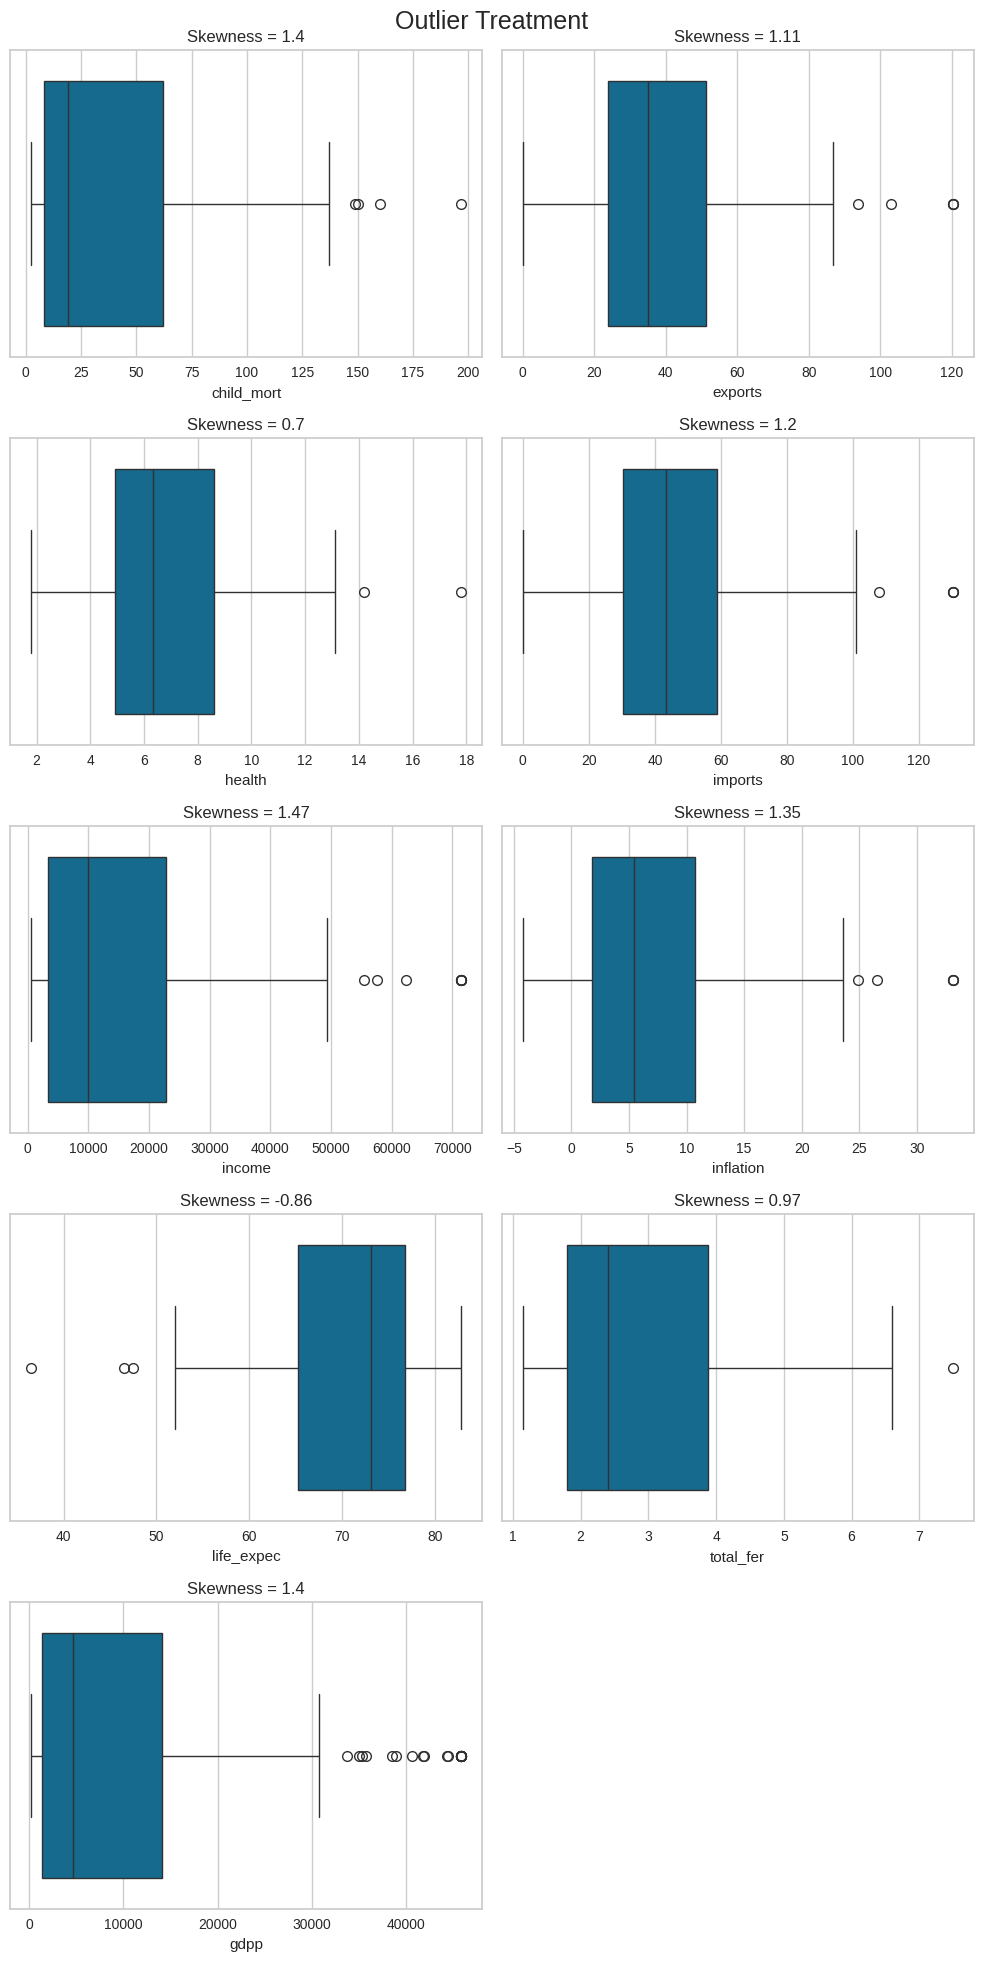 Outlier Treatment
Skewness = 1.4
0 25 50 75 100 125 150 175 200
child_mort
Skewness = 1.11
0 20 40 60 80 100 120
exports
Skewness = 0.7
2 4 6 8 10 12 14 16 18
health
Skewness = 1.2
0 20 40 60 80 100 120
imports
Skewness = 1.47
0 10000 20000 30000 40000 50000 60000 70000
income
Skewness = 1.35
−5 0 5 10 15 20 25 30
inflation
Skewness = -0.86
40 50 60 70 80
life_expec
Skewness = 0.97
1 2 3 4 5 6 7
total_fer
Skewness = 1.4
0 10000 20000 30000 40000
gdpp